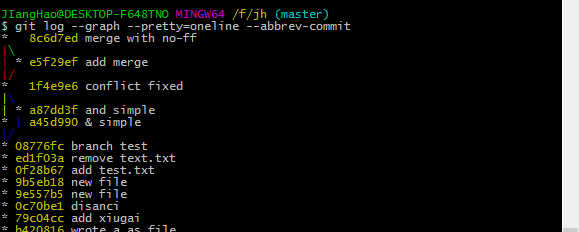 JIangHao@DESKTOP-F648TNO MINGW64 /f/jh (master)
$ git log --graph --pretty=oneline --abbrev-commit
*   8c6d7ed merge with no-ff
|\
| * e5f29ef add merge
|/
*   1f4e9e6 conflict fixed
|\
| * a87dd3f and simple
* | a45d990 & simple
|/
* 08776fc branch test
* ed1f03a remove text.txt
* 0f28b67 add test.txt
* 9b5eb18 new file
* 9e557b5 new file
* 0c70be1 disanci
* 79c04cc add xiugai
* b420816 wrote a as file